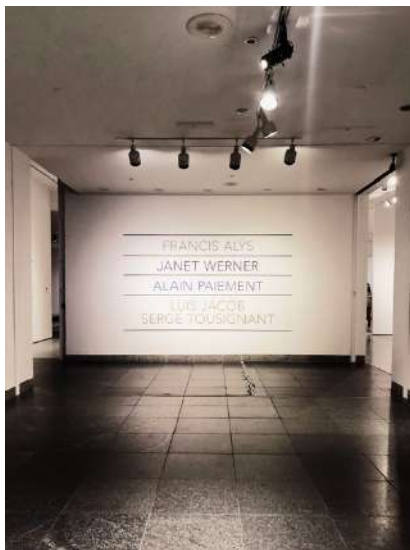 FRANCIS ALŸS
JANET WERNER
ALAIN PAIEMENT
LUIS JACOB
SERGE TOUSIGNANT